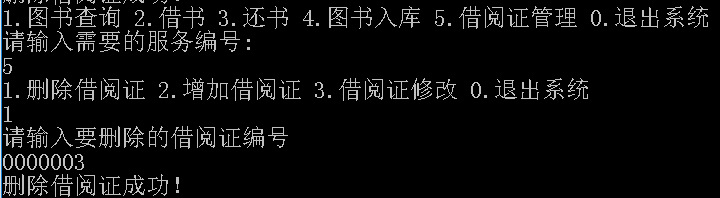 1.图书查询 2.借书 3.还书 4.图书入库 5.借阅证管理 0.退出系统
请输入需要的服务编号:
5
1.删除借阅证 2.增加借阅证 3.借阅证修改 0.退出系统
1
请输入要删除的借阅证编号
0000003
删除借阅证成功!